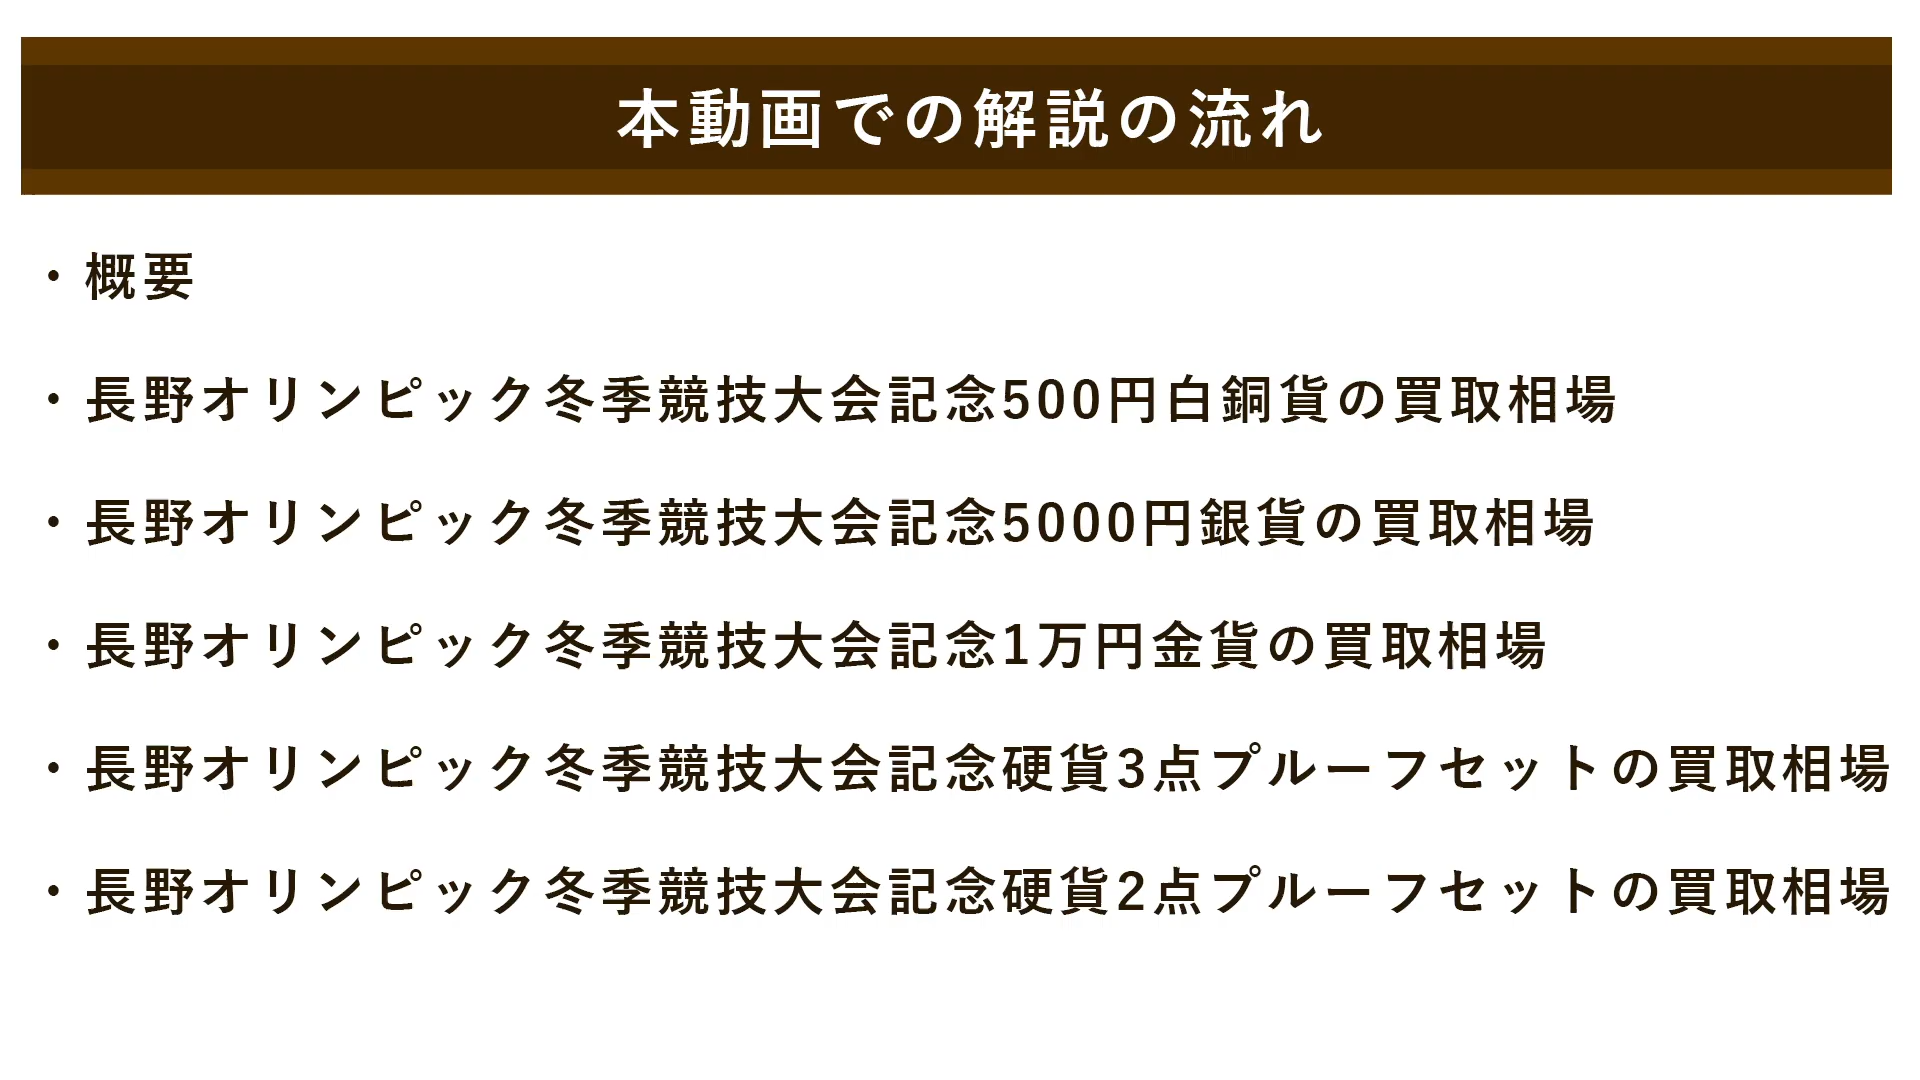 本動画での解説の流れ
・概要
・長野オリンピック冬季競技大会記念500円白銅貨の買取相場
・長野オリンピック冬季競技大会記念5000円銀貨の買取相場
・長野オリンピック冬季競技大会記念1万円金貨の買取相場
・長野オリンピック冬季競技大会記念硬貨3点プルーフセットの買取相場
・長野オリンピック冬季競技大会記念硬貨2点プルーフセットの買取相場